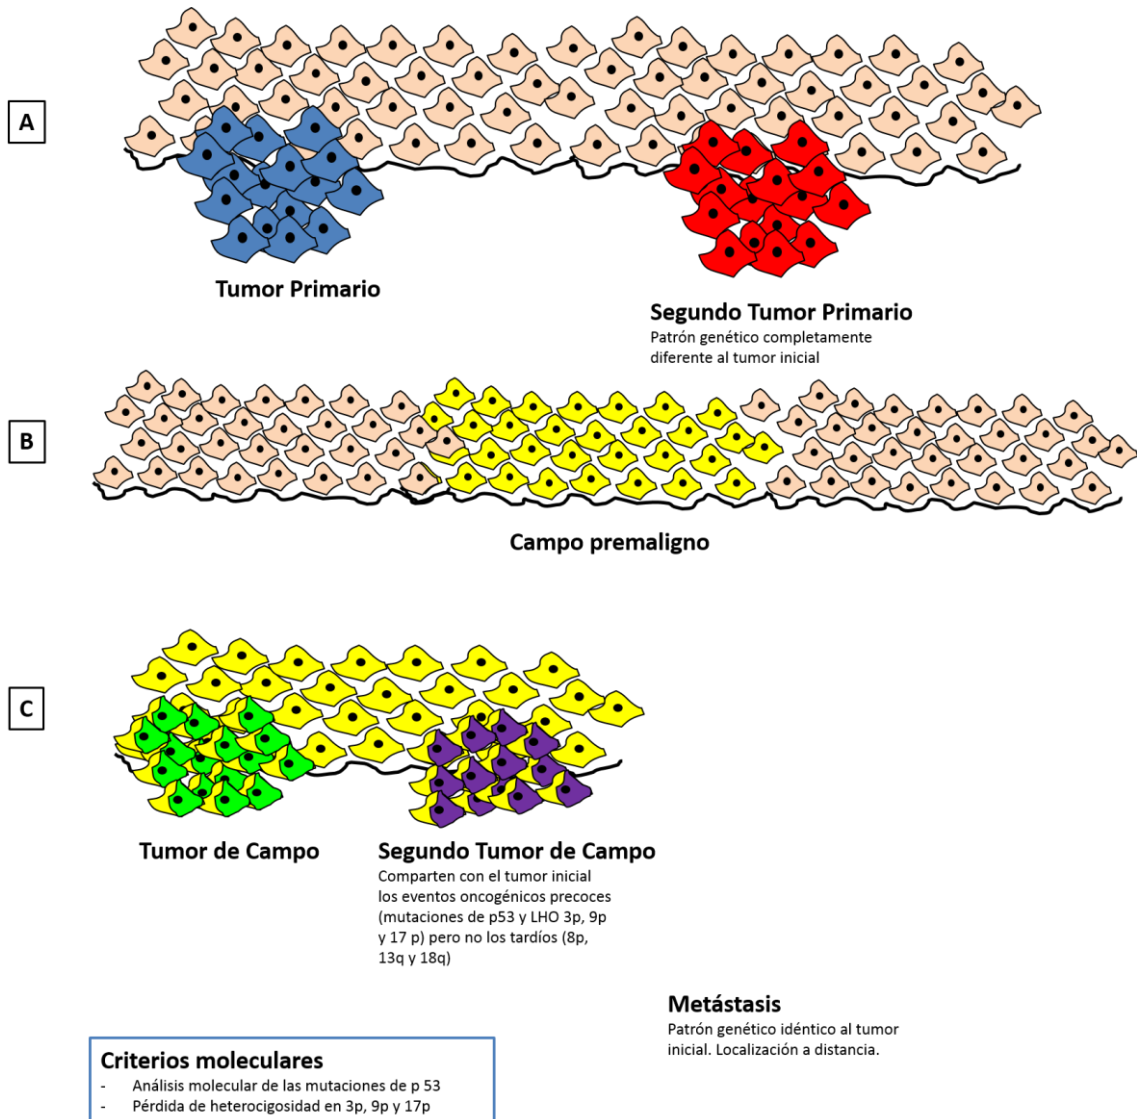 A
Tumor Primario
Segundo Tumor Primario
Patrón genético completamente
diferente al tumor inicial
B
Campo premaligno
C
Tumor de Campo
Segundo Tumor de Campo
Comparten con el tumor inicial
los eventos oncogénicos precoces
(mutaciones de p53 y LHO 3p, 9p
y 17 p) pero no los tardíos (8p,
13q y 18q)
Metástasis
Patrón genético idéntico al tumor
inicial. Localización a distancia.
Criterios moleculares
- Análisis molecular de las mutaciones de p 53
- Pérdida de heterocigosidad en 3p, 9p y 17p